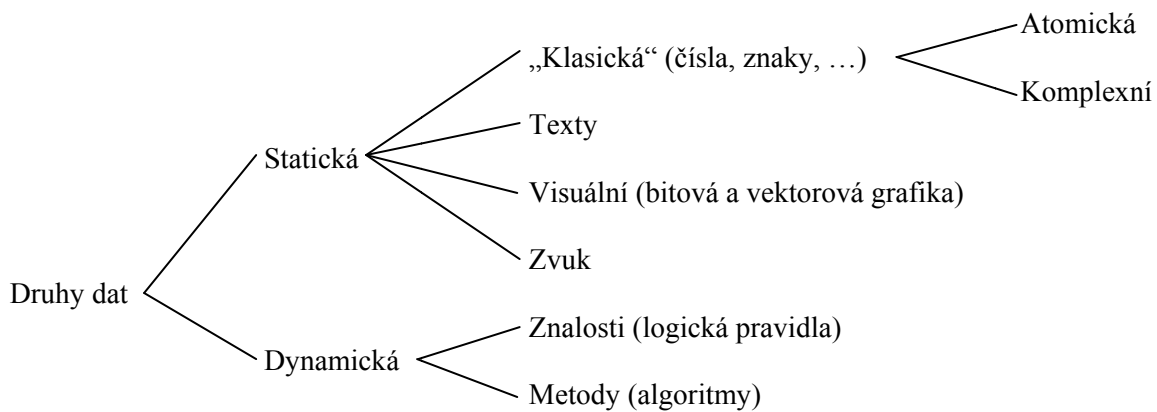 Atomická
„Klasická“ (čísla, znaky, …)
Komplexní
Texty
Statická
Visuální (bitová a vektorová grafika)
Zvuk
Druhy dat
Znalosti (logická pravidla)
Dynamická
Metody (algoritmy)